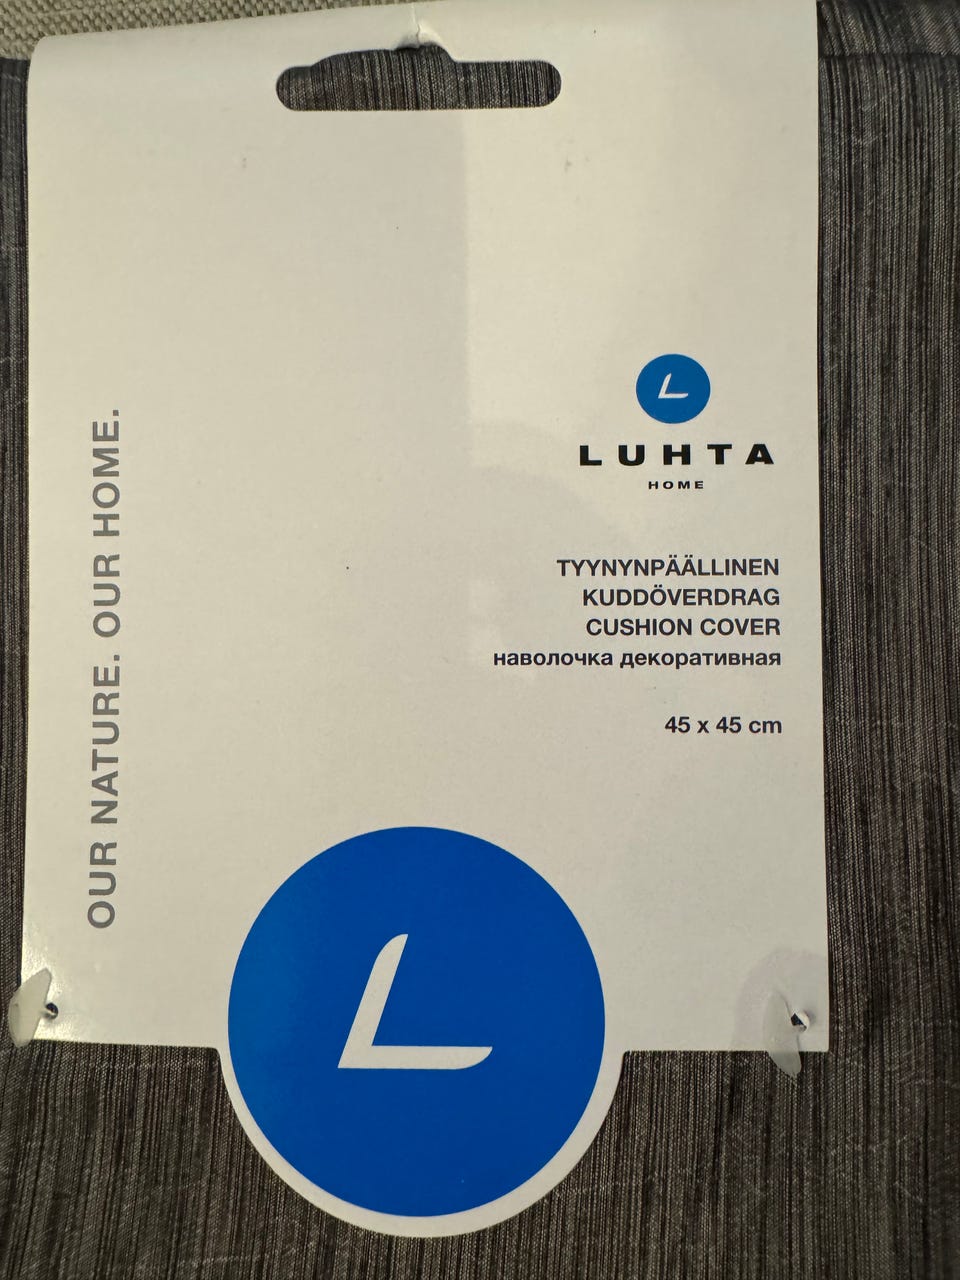 LUHTA
HOME
TYYNYNPÄÄLLINEN
KUDDÖVERDRAG
CUSHION COVER
наволочка декоративная
45 x 45 cm
OUR NATURE. OUR HOME.
L
L